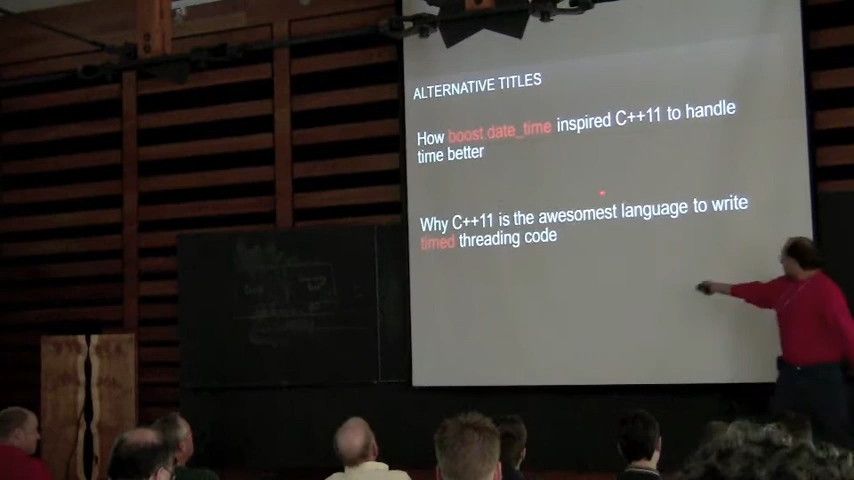 ALTERNATIVE TITLES
How boost date_time inspired C++11 to handle
time better
Why C++11 is the awesomest language to write
timed threading code